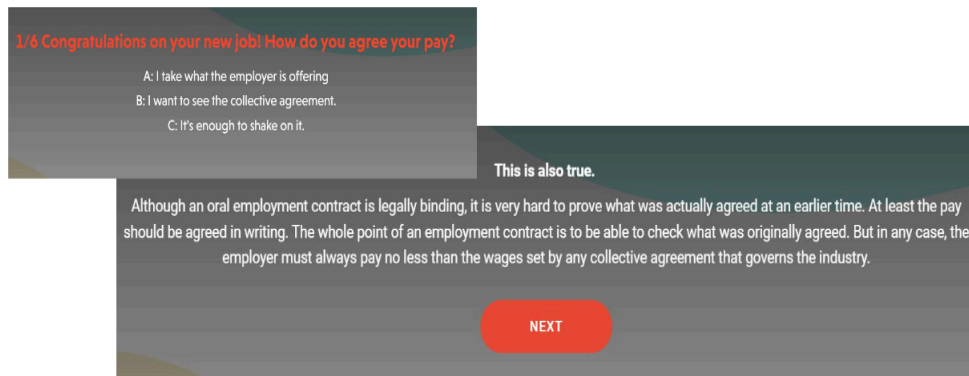 1/6 Congratulations on your new job! How do you agree your pay?
A: I take what the employer is offering
B: I want to see the collective agreement.
C: It's enough to shake on it.
This is also true.
Although an oral employment contract is legally binding, it is very hard to prove what was actually agreed at an earlier time. At least the pay
should be agreed in writing. The whole point of an employment contract is to be able to check what was originally agreed. But in any case, the
employer must always pay no less than the wages set by any collective agreement that governs the industry.
NEXT